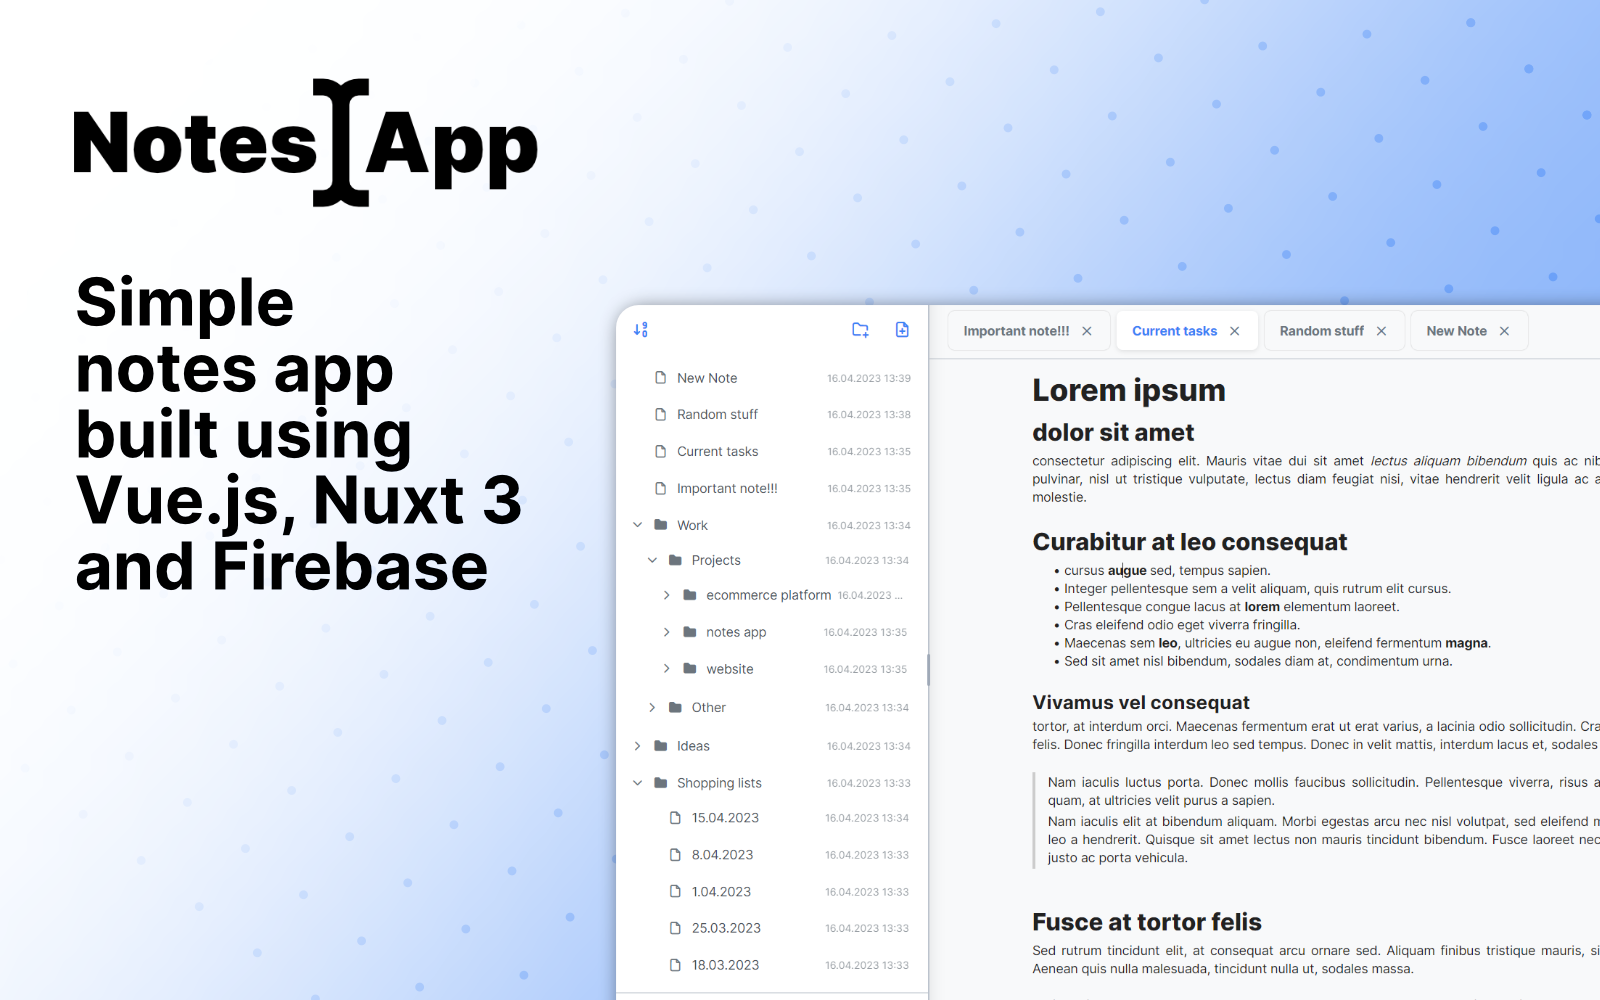 Notes App
Simple
notes app
built using
Vue.js, Nuxt 3
and Firebase
9
0
New Note 16.04.2023 13:39
Random stuff 16.04.2023 13:38
Current tasks 16.04.2023 13:35
Important note!!! 16.04.2023 13:35
Work 16.04.2023 13:34
Projects 16.04.2023 13:34
ecommerce platform 16.04.2023 ...
notes app 16.04.2023 13:35
website 16.04.2023 13:35
Other 16.04.2023 13:34
Ideas 16.04.2023 13:34
Shopping lists 16.04.2023 13:33
15.04.2023 16.04.2023 13:34
8.04.2023 16.04.2023 13:33
1.04.2023 16.04.2023 13:33
25.03.2023 16.04.2023 13:33
18.03.2023 16.04.2023 13:33
Important note!!! Current tasks Random stuff New Note
Lorem ipsum
dolor sit amet
consectetur adipiscing elit. Mauris vitae dui sit amet lectus aliquam bibendum quis ac nib
pulvinar, nisl ut tristique vulputate, lectus diam feugiat nisi, vitae hendrerit velit ligula ac a
molestie.
Curabitur at leo consequat
• cursus augue sed, tempus sapien.
• Integer pellentesque sem a velit aliquam, quis rutrum elit cursus.
• Pellentesque congue lacus at lorem elementum laoreet.
• Cras eleifend odio eget viverra fringilla.
• Maecenas sem leo, ultricies eu augue non, eleifend fermentum magna.
• Sed sit amet nisl bibendum, sodales diam at, condimentum urna.
Vivamus vel consequat
tortor, at interdum orci. Maecenas fermentum erat ut erat varius, a lacinia odio sollicitudin. Cra
felis. Donec fringilla interdum leo sed tempus. Donec in velit mattis, interdum lacus et, sodales
Nam iaculis luctus porta. Donec mollis faucibus sollicitudin. Pellentesque viverra, risus a
quam, at ultricies velit purus a sapien.
Nam iaculis elit at bibendum aliquam. Morbi egestas arcu nec nisl volutpat, sed eleifend m
leo a hendrerit. Quisque sit amet lectus non mauris tincidunt bibendum. Fusce laoreet nec
justo ac porta vehicula.
Fusce at tortor felis
Sed rutrum tincidunt elit, at consequat arcu ornare sed. Aliquam finibus tristique mauris, si
Aenean quis nulla malesuada, tincidunt nulla ut, sodales massa.